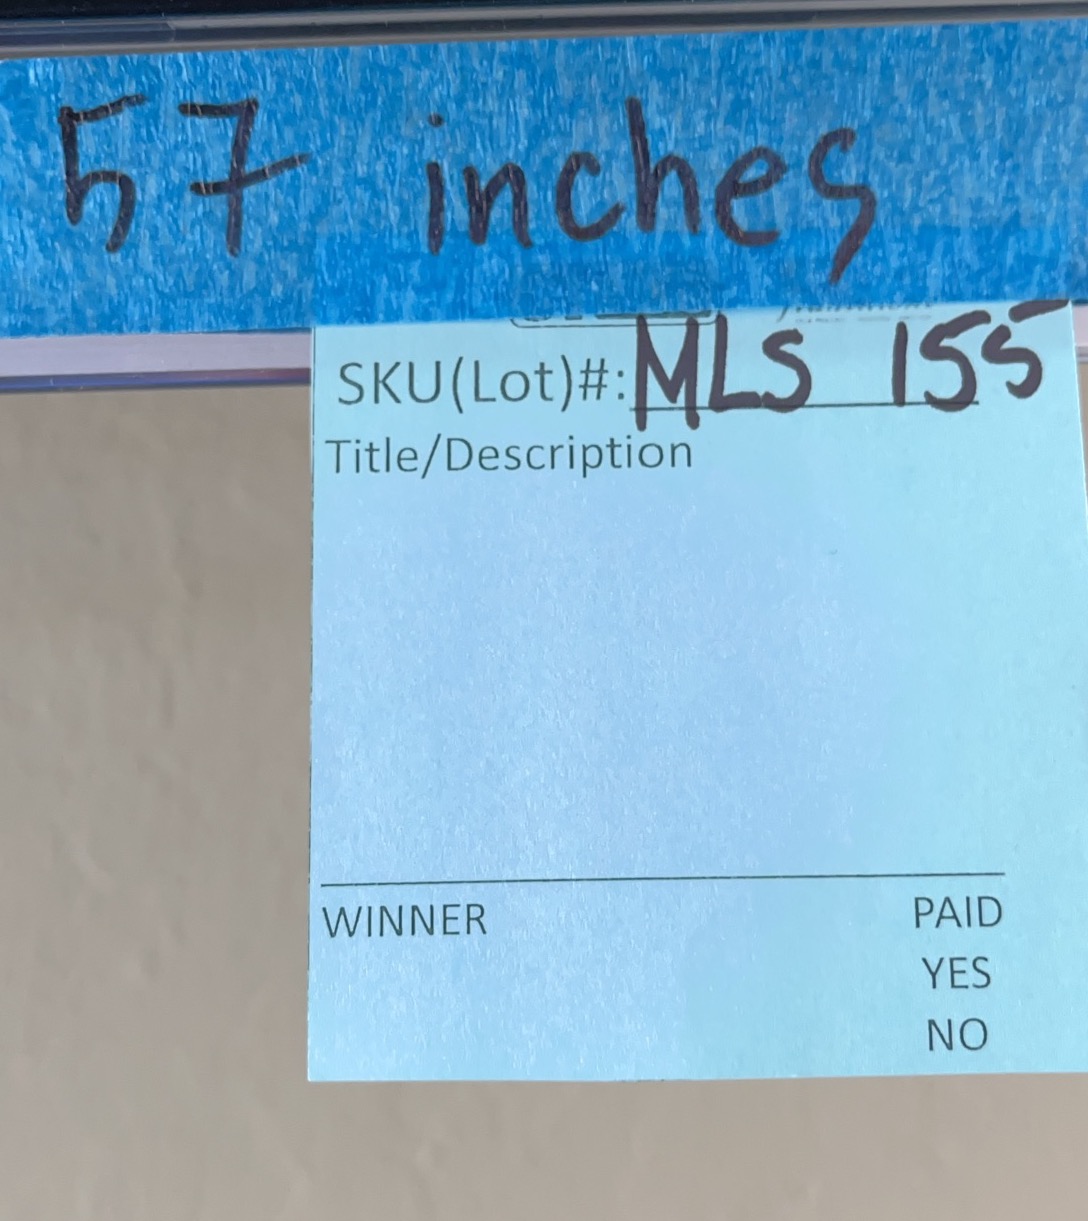 57 inches
SKU(Lot)#: MLS 155
Title/Description
WINNER PAID
YES
NO